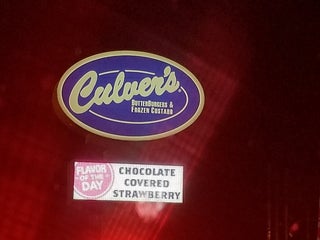 Culver's
ButterBurgers &
Frozen Custard
FLAVOR
OF THE
DAY
CHOCOLATE
COVERED
STRAWBERRY